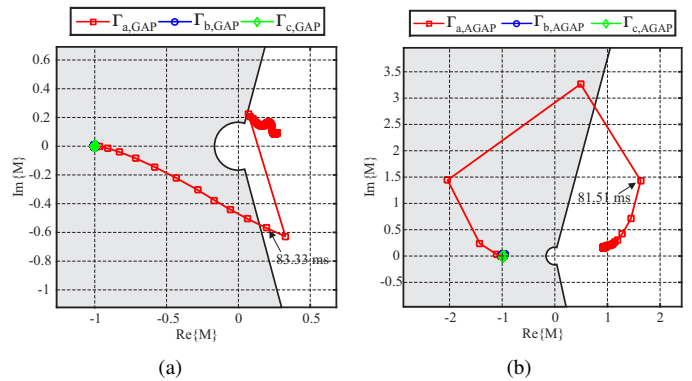 Γa,GAP Γb,GAP Γc,GAP
0.6
0.4
0.2
0
-0.2
-0.4
-0.6
-0.8
-1
Im{M}
83.33 ms
-1 -0.5 0 0.5
Re{M}
(a)
Γa,AGAP Γb,AGAP Γc,AGAP
3.5
3
2.5
2
1.5
1
0.5
0
-0.5
Im{M}
81.51 ms
-2 -1 0 1 2
Re{M}
(b)